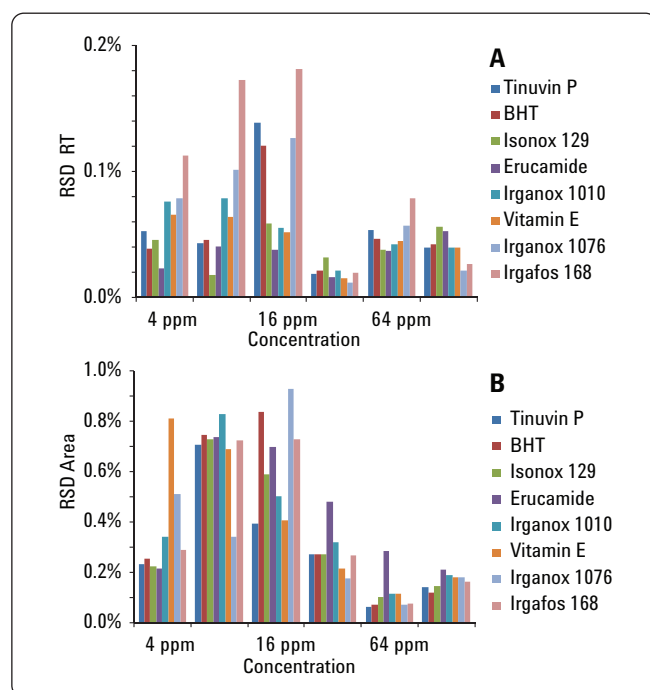 A
0.2%
0.1%
0.0%
RSD RT
4 ppm 16 ppm 64 ppm
Concentration
Tinuvin P
BHT
Isonox 129
Erucamide
Irganox 1010
Vitamin E
Irganox 1076
Irgafos 168
B
1.0%
0.8%
0.6%
0.4%
0.2%
0.0%
RSD Area
4 ppm 16 ppm 64 ppm
Concentration
Tinuvin P
BHT
Isonox 129
Erucamide
Irganox 1010
Vitamin E
Irganox 1076
Irgafos 168